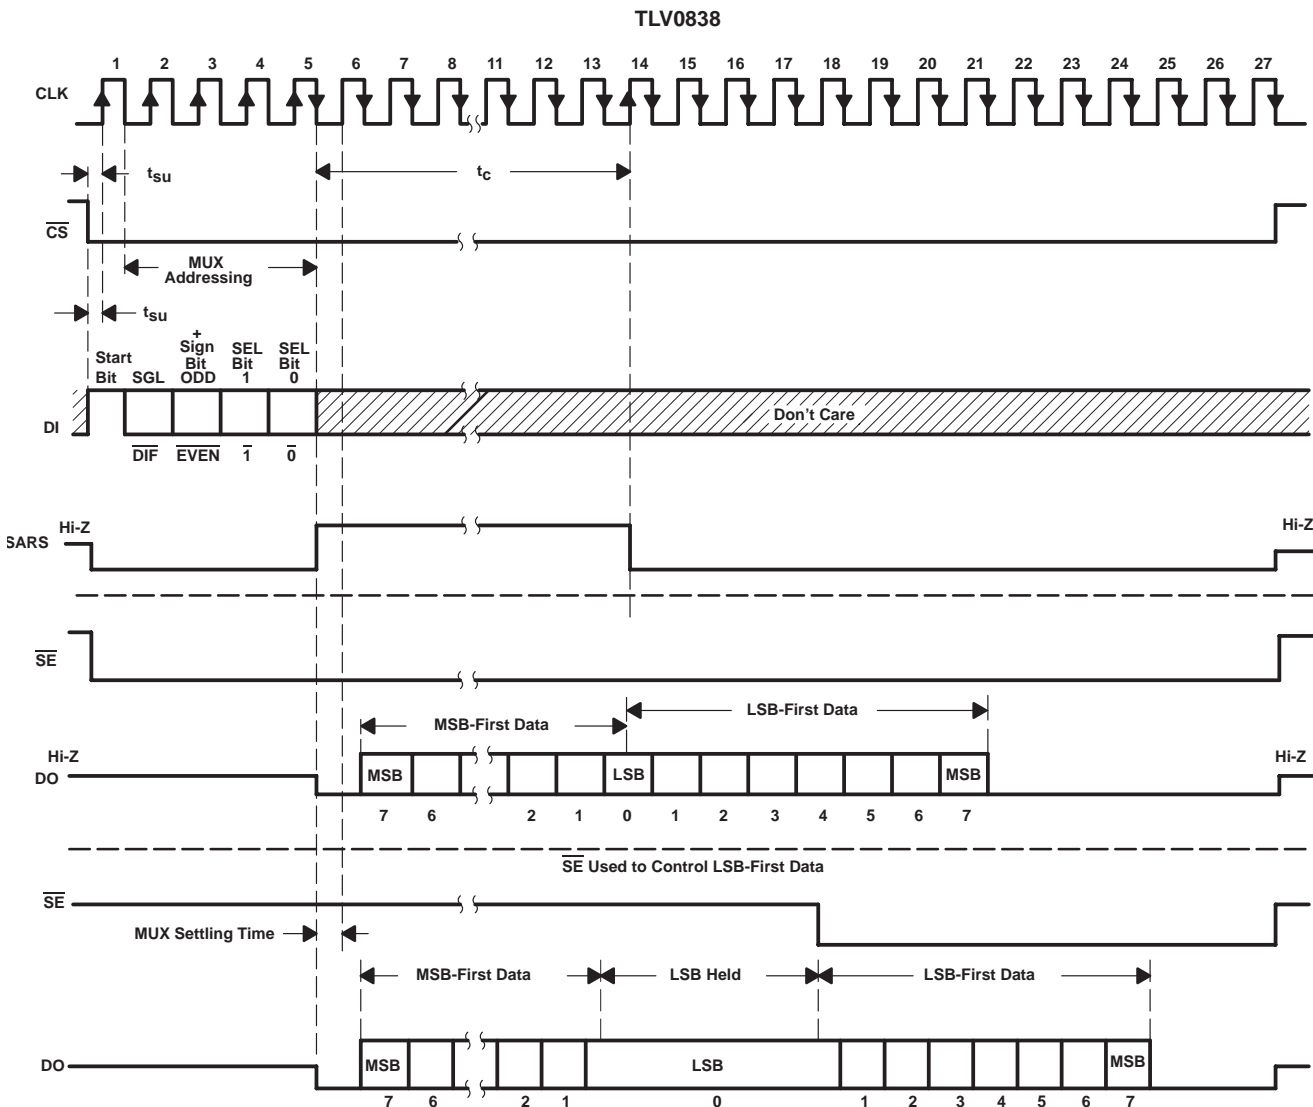 TLV0838
1 2 3 4 5 6 7 8 11 12 13 14 15 16 17 18 19 20 21 22 23 24 25 26 27
CLK
tsu
tc
CS
MUX
Addressing
tsu
Start
Bit
SGL
+
Sign
Bit
ODD
SEL
Bit
1
SEL
Bit
0
DI
Don't Care
DIF EVEN 1 0
Hi-Z
SARS
Hi-Z
SE
MSB-First Data
LSB-First Data
Hi-Z
DO
MSB
LSB
MSB
Hi-Z
7 6 2 1 0 1 2 3 4 5 6 7
SE Used to Control LSB-First Data
SE
MUX Settling Time
MSB-First Data
LSB Held
LSB-First Data
DO
MSB
LSB
MSB
7 6 2 1 0 1 2 3 4 5 6 7